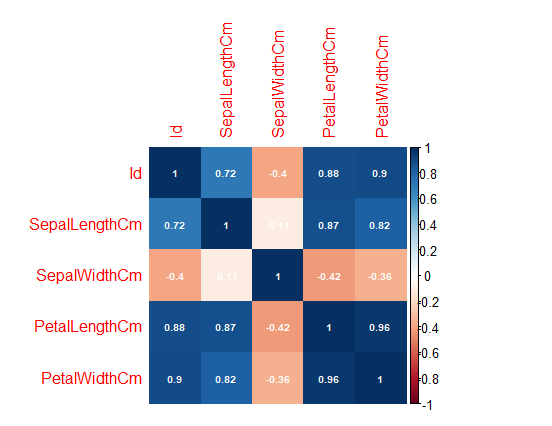 Id SepalLengthCm SepalWidthCm PetalLengthCm PetalWidthCm
Id 1 0.72 -0.4 0.88 0.9
SepalLengthCm 0.72 1 -0.11 0.87 0.82
SepalWidthCm -0.4 -0.11 1 -0.42 -0.36
PetalLengthCm 0.88 0.87 -0.42 1 0.96
PetalWidthCm 0.9 0.82 -0.36 0.96 1
1
0.8
0.6
0.4
0.2
0
-0.2
-0.4
-0.6
-0.8
-1